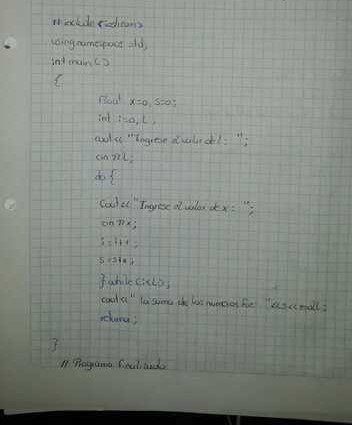 #include <iostream>
using namespace std;
int main()
{
float x=0, s=0;
int i=0, L;
cout<< "Ingrese el valor de l: ";
cin >>L;
do {
cout<< "Ingrese el valor de x = ";
cin >>x;
i=i+1;
s=s+x;
} while (i<L);
cout<<" la suma de los numeros fue: "<<s<<endl;
return 0;
}
// Programa finalizado